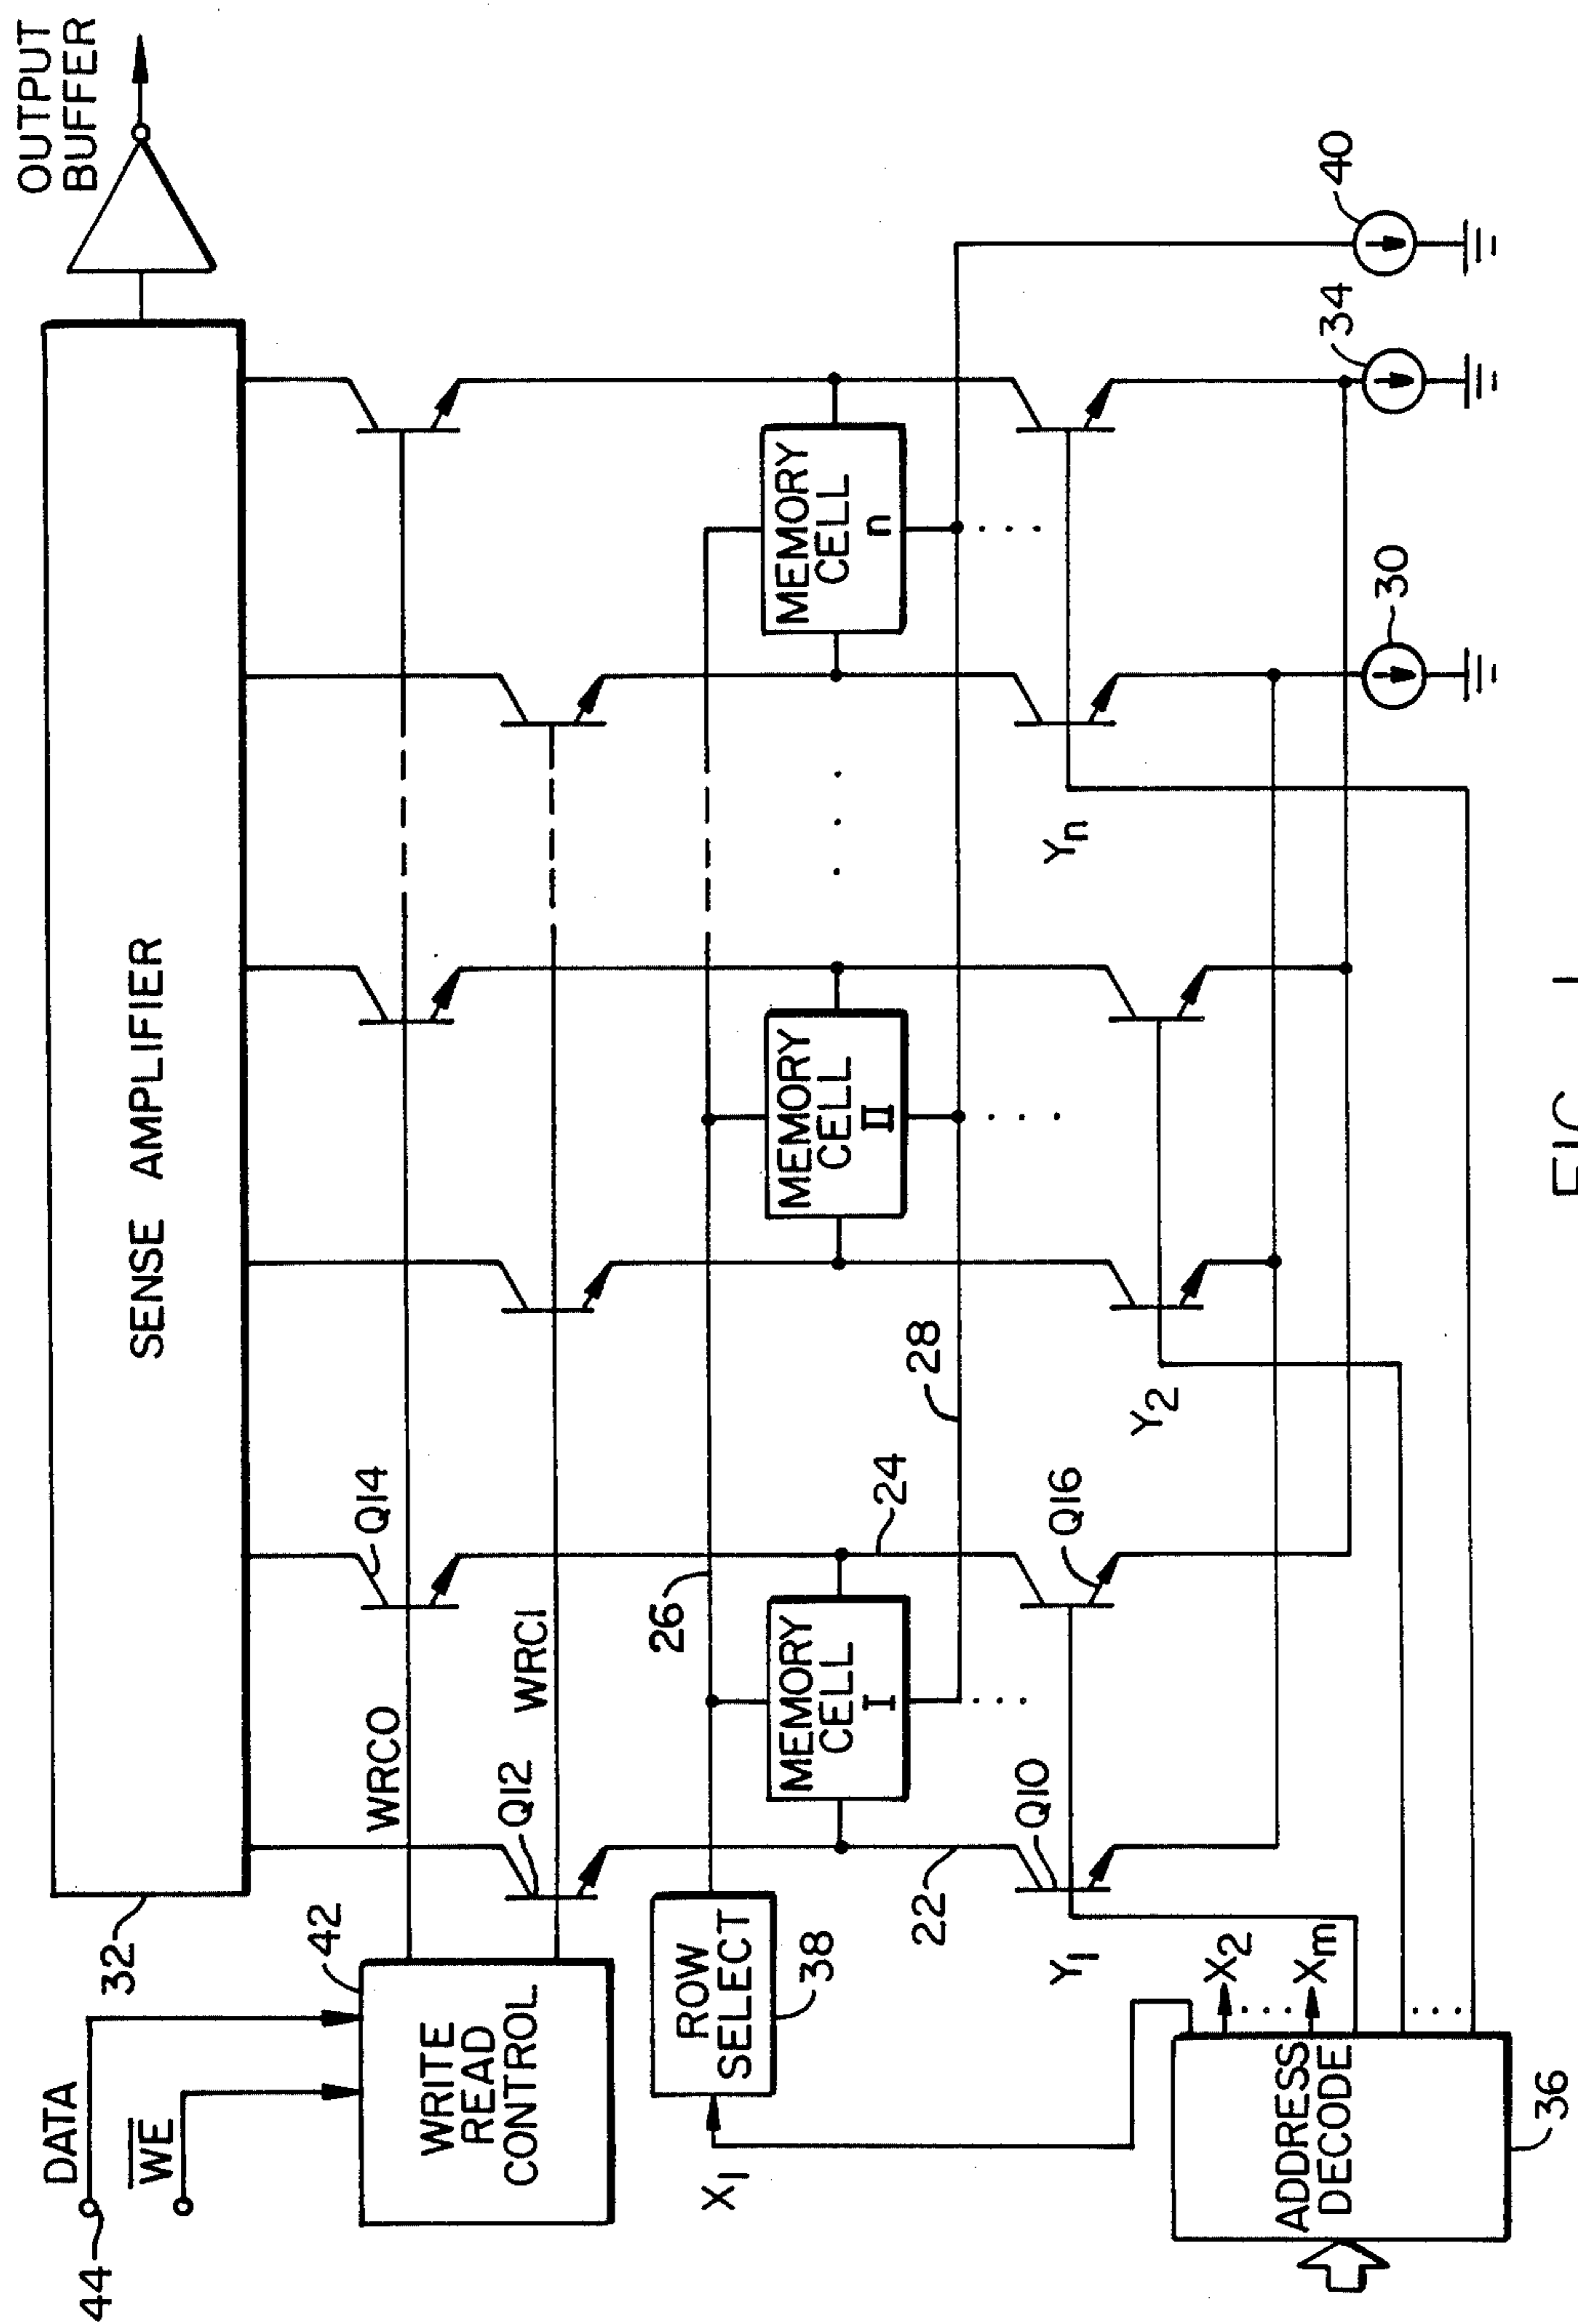 OUTPUT
BUFFER
SENSE AMPLIFIER
32
DATA
WE
44
42
WRITE
READ
CONTROL
WRC0
WRC1
Q14
Q12
26
ROW
SELECT
38
X1
MEMORY
CELL
I
MEMORY
CELL
II
MEMORY
CELL
n
22
24
28
Q10
Q16
Y1
Y2
Yn
30
34
40
X2
Xm
ADDRESS
DECODE
36
FIG. 1